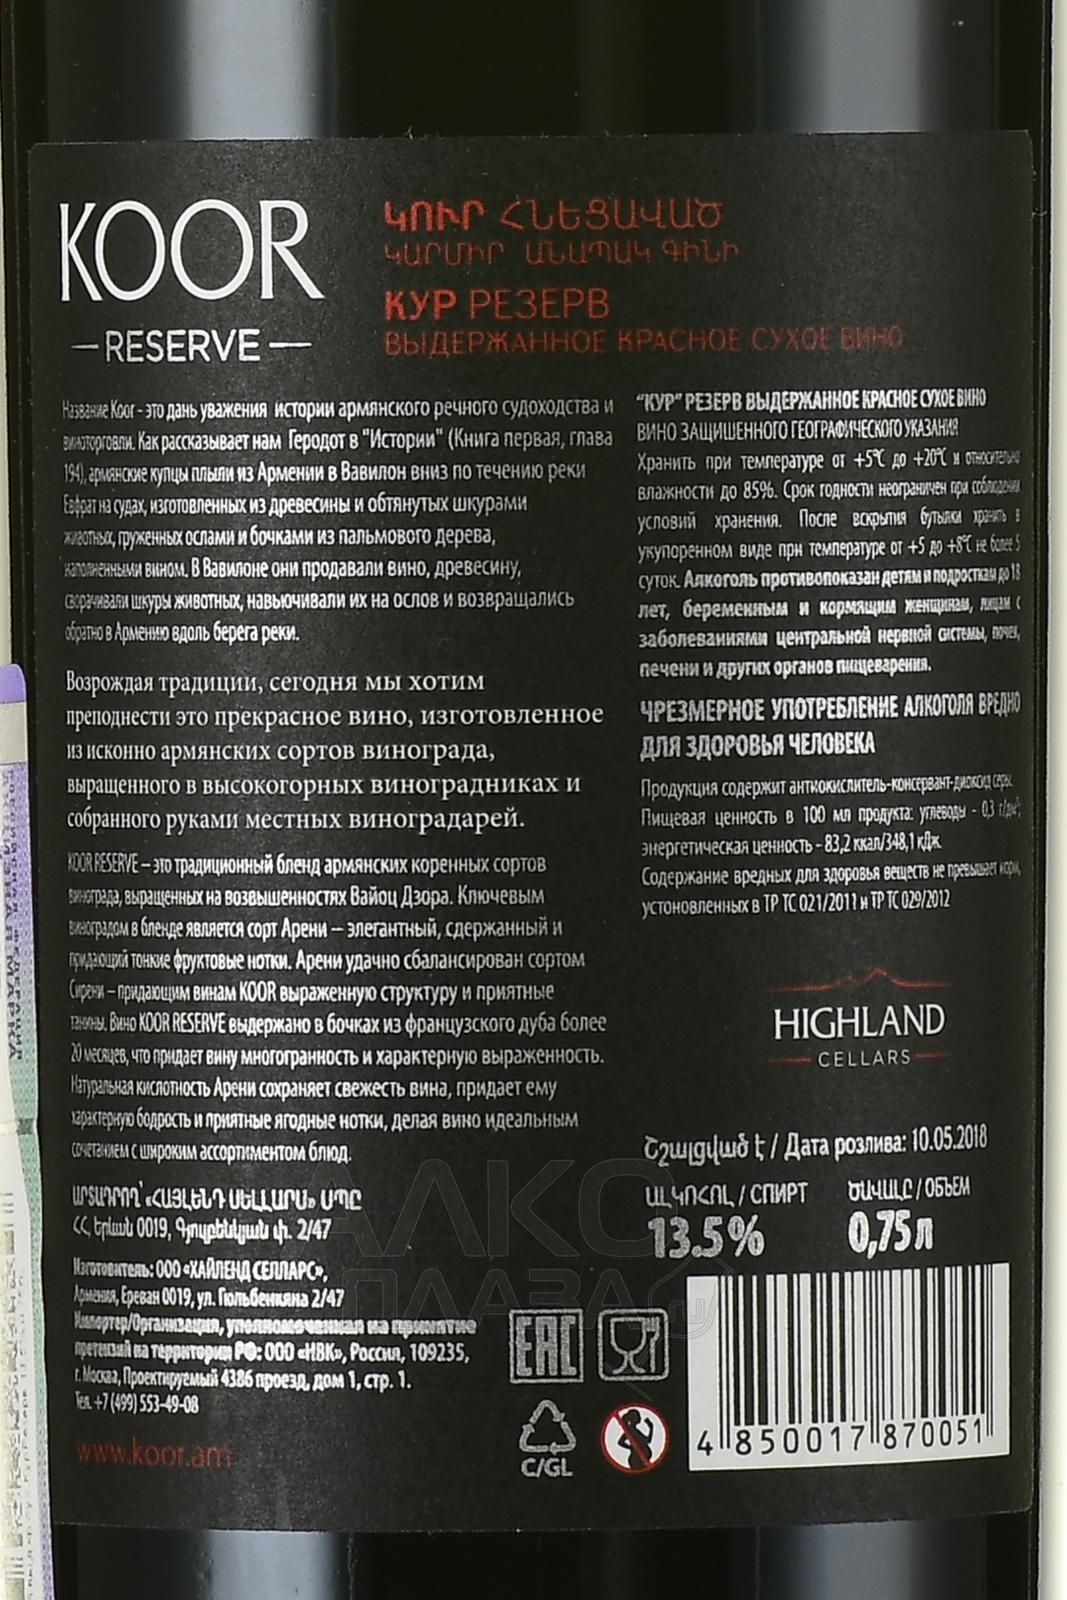 KOOR
RESERVE
ԿՈՒՐ ՀՆԵՑՎԱԾ
ԿԱՐՄԻՐ ԱՆԱՊԱԿ ԳԻՆԻ
КУР РЕЗЕРВ
ВЫДЕРЖАННОЕ КРАСНОЕ СУХОЕ ВИНО
Название Koor - это дань уважения истории армянского речного судоходства и
виноторговли. Как рассказывает нам Геродот в "Истории" (Книга первая, глава
194), армянские купцы плыли из Армении в Вавилон вниз по течению реки
Евфрат на судах, изготовленных из древесины и обтянутых шкурами
животных, груженных ослами и бочками из пальмового дерева,
наполненными вином. В Вавилоне они продавали вино, древесину,
сворачивали шкуры животных, навьючивали их на ослов и возвращались
обратно в Армению вдоль берега реки.
Возрождая традиции, сегодня мы хотим
преподнести это прекрасное вино, изготовленное
из исконно армянских сортов винограда,
выращенного в высокогорных виноградниках и
собранного руками местных виноградарей.
KOOR RESERVE – это традиционный бленд армянских коренных сортов
винограда, выращенных на возвышенностях Вайоц Дзора. Ключевым
виноградом в бленде является сорт Арени – элегантный, сдержанный и
придающий тонкие фруктовые нотки. Арени удачно сбалансирован сортом
Сирени – придающим винам KOOR выраженную структуру и приятные
танины. Вино KOOR RESERVE выдержано в бочках из французского дуба более
20 месяцев, что придает вину многогранность и характерную выраженность.
Натуральная кислотность Арени сохраняет свежесть вина, придает ему
характерную бодрость и приятные ягодные нотки, делая вино идеальным
сочетанием с широким ассортиментом блюд.
ԱՐՏԱԴՐՈՂ՝ «ՀԱՅԼԵՆԴ ՍԵԼԼԱՐՍ» ՍՊԸ
ՀՀ, Երևան 0019, Գյուլբենկյան փ. 2/47
Изготовитель: ООО «ХАЙЛЕНД СЕЛЛАРС»,
Армения, Ереван 0019, ул. Гюльбенкяна 2/47
Импортер/Организация, уполномоченная на принятие
претензий на территории РФ: ООО «НВК», Россия, 109235,
г. Москва, Проектируемый 4386 проезд, дом 1, стр. 1.
Тел. +7 (499) 553-49-08
www.koor.am
"КУР" РЕЗЕРВ ВЫДЕРЖАННОЕ КРАСНОЕ СУХОЕ ВИНО
ВИНО ЗАЩИШЕННОГО ГЕОГРАФИЧЕСКОГО УКАЗАНИЯ
Хранить при температуре от +5°C до +20°C и относительно
влажности до 85%. Срок годности неограничен при соблюдении
условий хранения. После вскрытия бутылки хранить в
укупоренном виде при температуре от +5 до +8°C не более 5
суток. Алкоголь противопоказан детям и подросткам до 18
лет, беременным и кормящим женщинам, лицам с
заболеваниями центральной нервной системы, почек,
печени и других органов пищеварения.
ЧРЕЗМЕРНОЕ УПОТРЕБЛЕНИЕ АЛКОГОЛЯ ВРЕДНО
ДЛЯ ЗДОРОВЬЯ ЧЕЛОВЕКА
Продукция содержит антиокислитель-консервант-диоксид серы.
Пищевая ценность в 100 мл продукта: углеводы - 0,3 г/дм³;
энергетическая ценность - 83,2 ккал/348,1 кДж
Содержание вредных для здоровья веществ не превышает норм,
устоновленных в ТР ТС 021/2011 и ТР ТС 029/2012
HIGHLAND
CELLARS
Շշալցված է / Дата розлива: 10.05.2018
ԱԼԿՈՀՈԼ / СПИРТ ԾԱՎԱԼԸ / ОБЪЕМ
13.5% 0,75л
EAC
C/GL
4 850017 870051
АЛКО
ПЛАЗА.ru